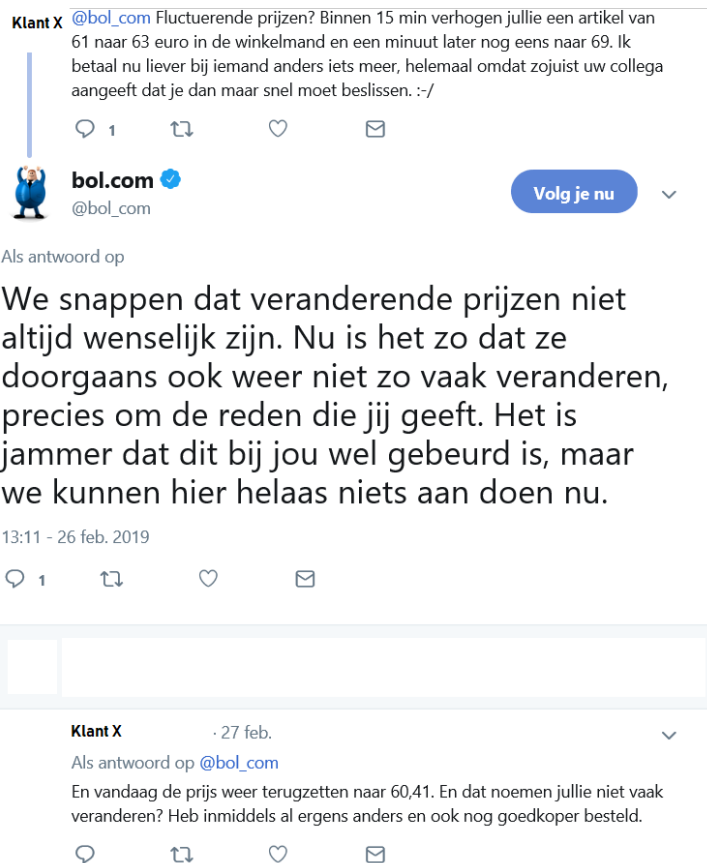 Klant X @bol_com Fluctuerende prijzen? Binnen 15 min verhogen jullie een artikel van
61 naar 63 euro in de winkelmand en een minuut later nog eens naar 69. Ik
betaal nu liever bij iemand anders iets meer, helemaal omdat zojuist uw collega
aangeeft dat je dan maar snel moet beslissen. :-/
1
bol.com
@bol_com
Volg je nu
Als antwoord op
We snappen dat veranderende prijzen niet
altijd wenselijk zijn. Nu is het zo dat ze
doorgaans ook weer niet zo vaak veranderen,
precies om de reden die jij geeft. Het is
jammer dat dit bij jou wel gebeurd is, maar
we kunnen hier helaas niets aan doen nu.
13:11 - 26 feb. 2019
1
Klant X · 27 feb.
Als antwoord op @bol_com
En vandaag de prijs weer terugzetten naar 60,41. En dat noemen jullie niet vaak
veranderen? Heb inmiddels al ergens anders en ook nog goedkoper besteld.